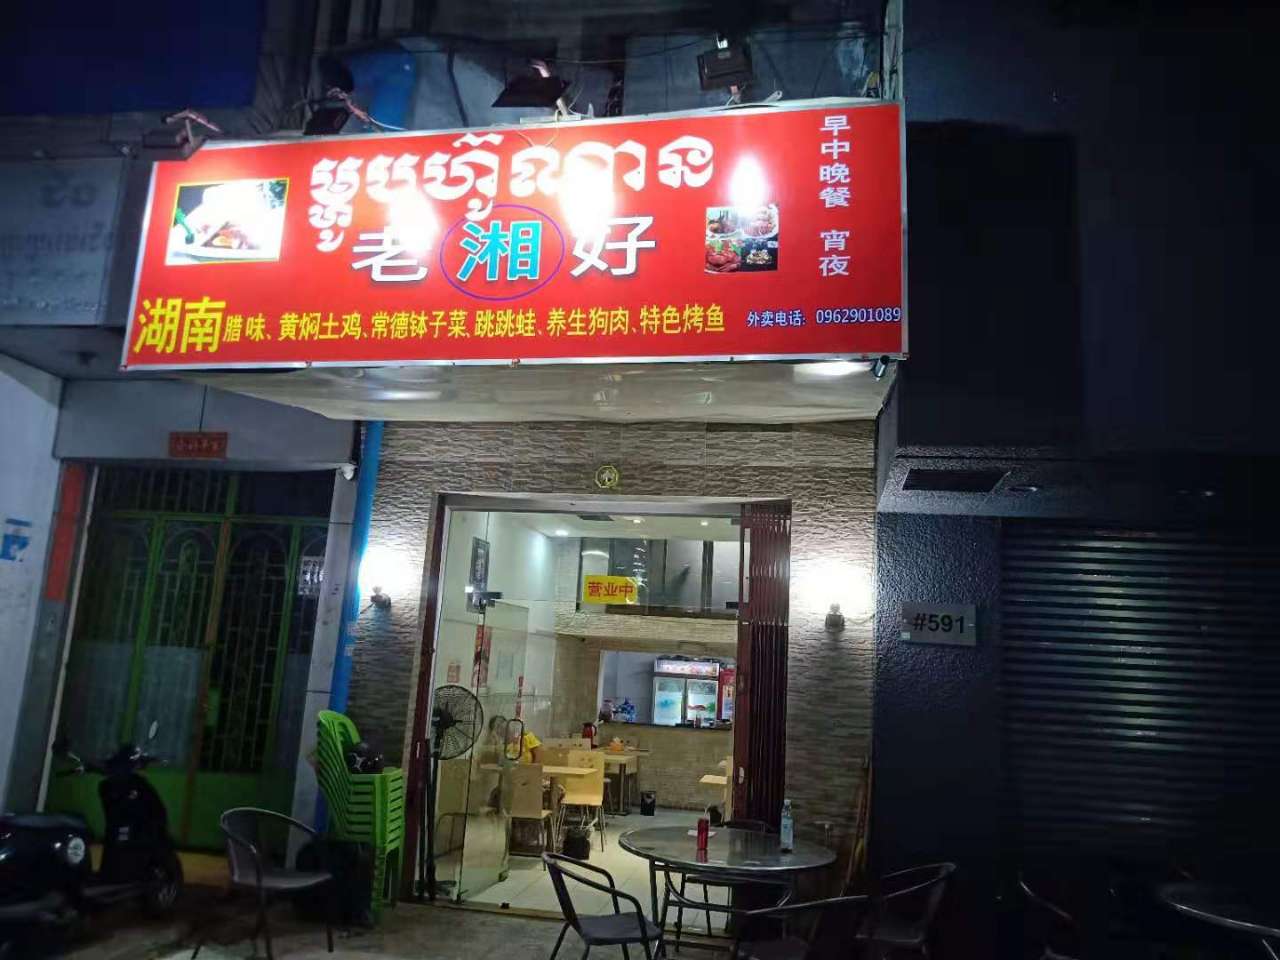 ម្ហូបហ៊ូណាន
老湘好
早中晚餐 宵夜
湖南腊味、黄焖土鸡、常德钵子菜、跳跳蛙、养生狗肉、特色烤鱼
外卖电话：0962901089
营业中
#591